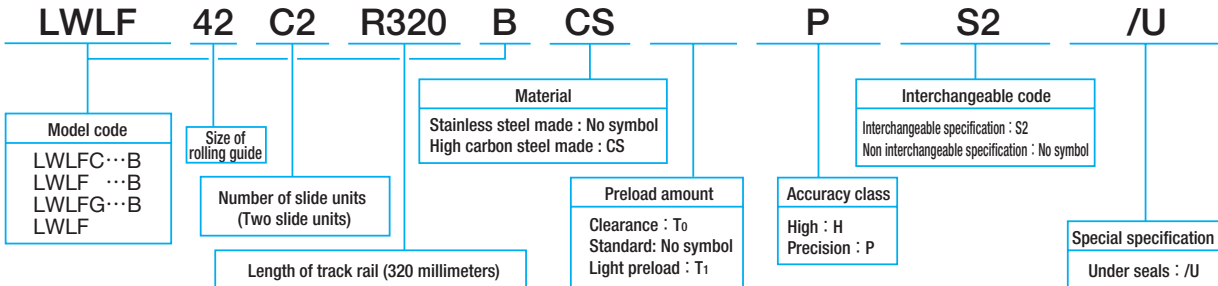 LWLF 42 C2 R320 B CS P S2 /U
Model code
LWLFC…B
LWLF …B
LWLFG…B
LWLF
Size of
rolling guide
Number of slide units
(Two slide units)
Length of track rail (320 millimeters)
Material
Stainless steel made : No symbol
High carbon steel made : CS
Preload amount
Clearance : T0
Standard: No symbol
Light preload : T1
Accuracy class
High : H
Precision : P
Interchangeable code
Interchangeable specification : S2
Non interchangeable specification : No symbol
Special specification
Under seals : /U